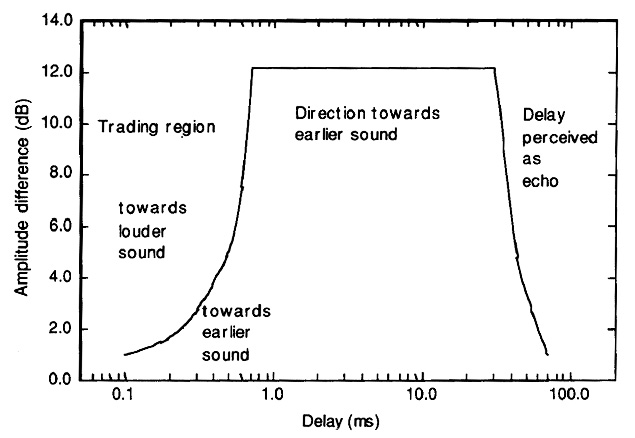 14.0
12.0
10.0
8.0
6.0
4.0
2.0
0.0
Amplitude difference (dB)
Trading region
towards
louder
sound
towards
earlier
sound
Direction towards
earlier sound
Delay
perceived
as
echo
0.1
1.0
10.0
100.0
Delay (ms)